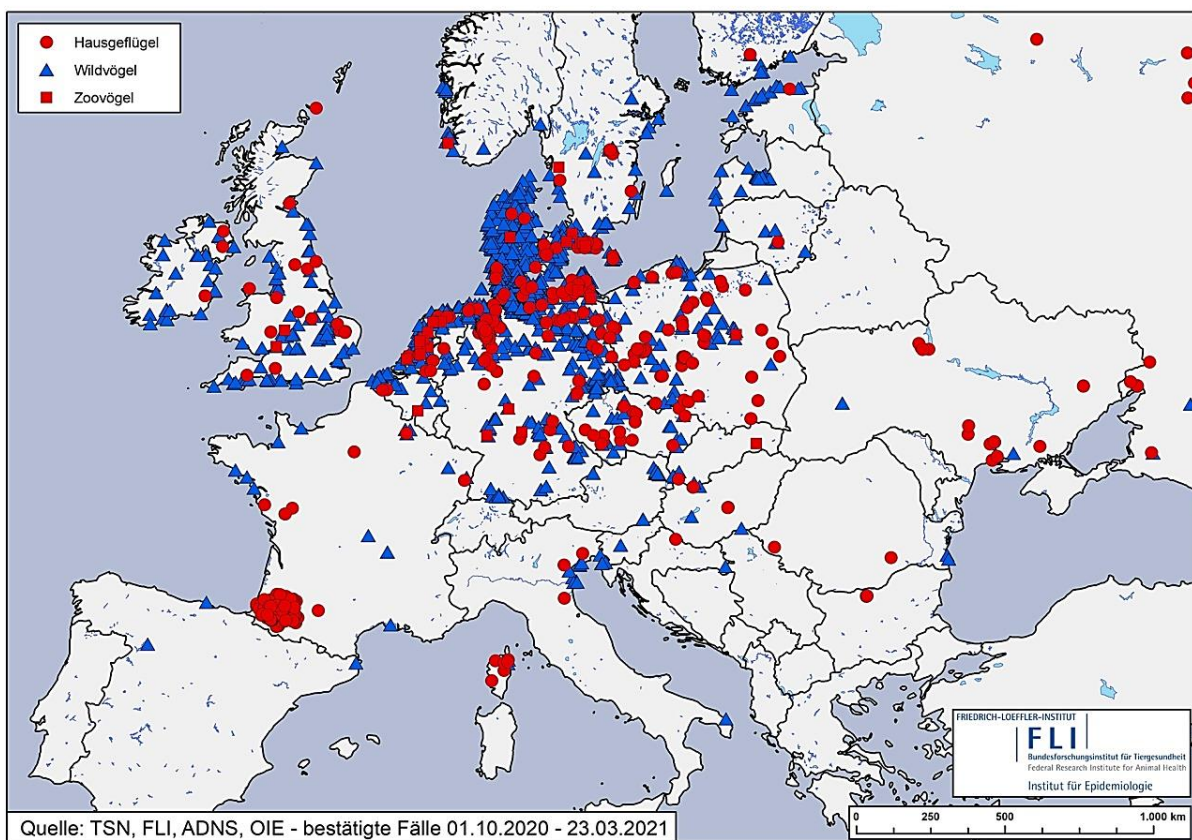 Hausgeflügel
Wildvögel
Zoovögel
FRIEDRICH-LOEFFLER-INSTITUT
FLI
Bundesforschungsinstitut für Tiergesundheit
Federal Research Institute for Animal Health
Institut für Epidemiologie
0 250 500 1.000 km
Quelle: TSN, FLI, ADNS, OIE - bestätigte Fälle 01.10.2020 - 23.03.2021